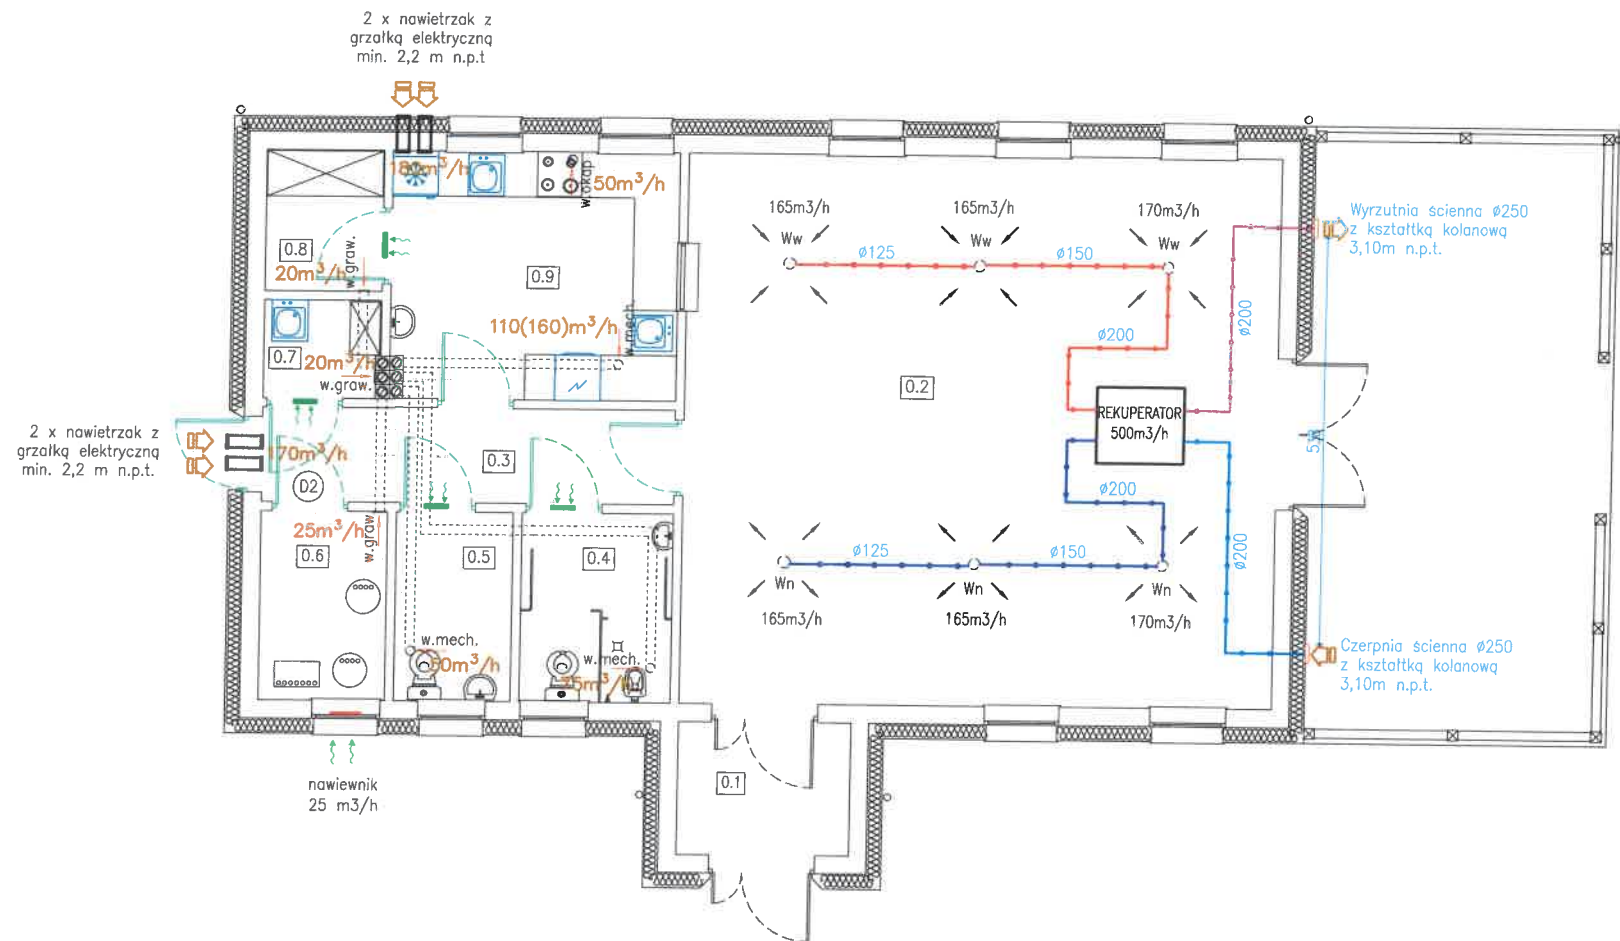 2 x nawietrzak z
grzałką elektryczną
min. 2,2 m n.p.t
180m³/h
w.okap
50m³/h
0.8
20m³/h
w.graw.
0.9
110(160)m³/h
w.mech.
0.7
20m³/h
w.graw.
2 x nawietrzak z
grzałką elektryczną
min. 2,2 m n.p.t.
170m³/h
D2
0.3
25m³/h
w.graw
0.6
0.5
0.4
w.mech.
50m³/h
w.mech.
75m³/h
nawiewnik
25 m3/h
0.1
165m3/h
165m3/h
170m3/h
Ww
Ww
Ww
ø125
ø150
ø200
ø200
0.2
REKUPERATOR
500m3/h
ø200
ø200
ø125
ø150
Wn
Wn
Wn
165m3/h
165m3/h
170m3/h
Wyrzutnia ścienna ø250
z kształtką kolanową
3,10m n.p.t.
Czerpnia ścienna ø250
z kształtką kolanową
3,10m n.p.t.